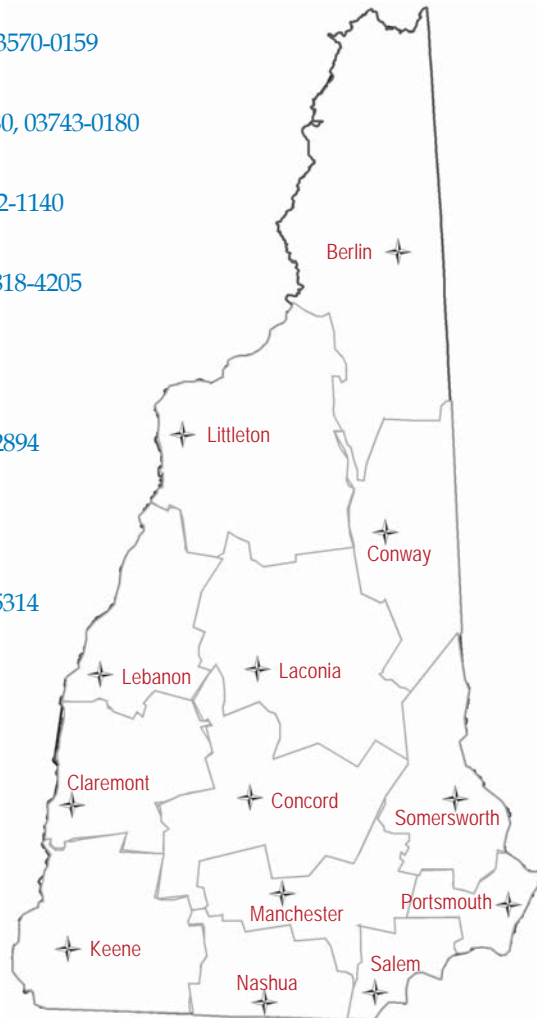 3570-0159
0, 03743-0180
2-1140
318-4205
2894
5314
Berlin
Littleton
Conway
Lebanon
Laconia
Claremont
Concord
Somersworth
Manchester
Portsmouth
Keene
Salem
Nashua